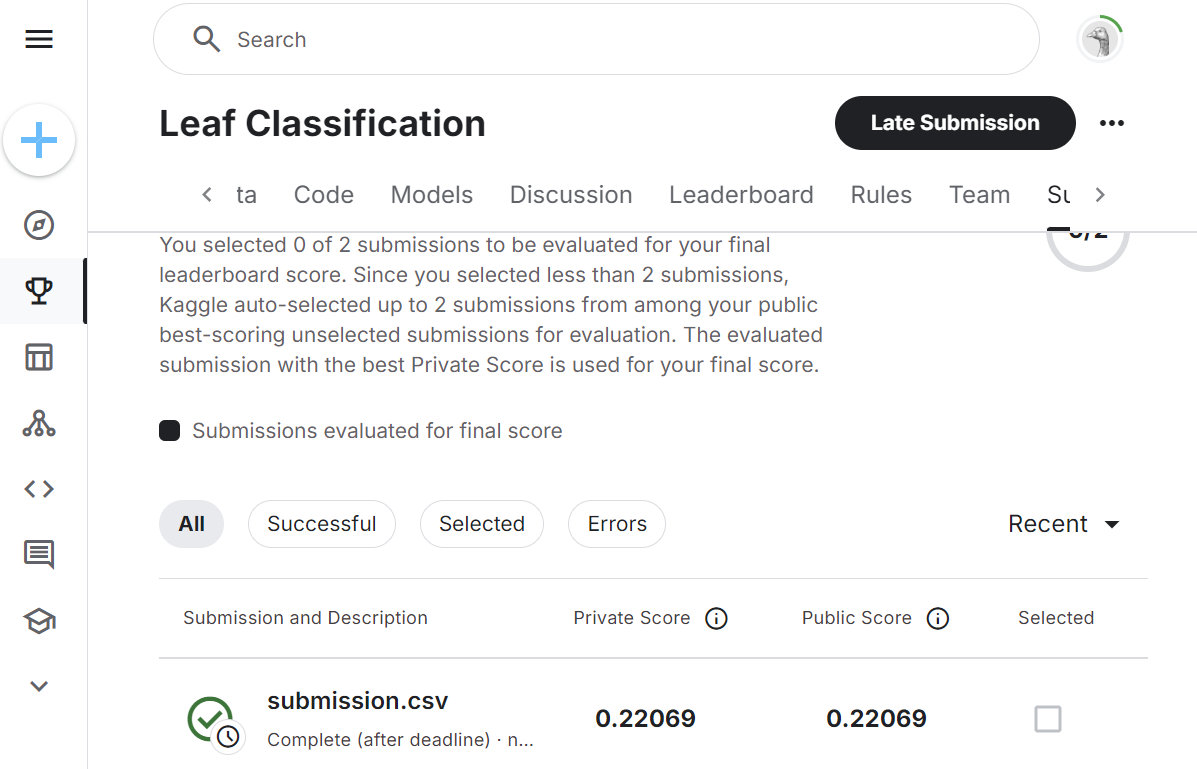 Search
Leaf Classification
Late Submission
ta Code Models Discussion Leaderboard Rules Team Su
You selected 0 of 2 submissions to be evaluated for your final
leaderboard score. Since you selected less than 2 submissions,
Kaggle auto-selected up to 2 submissions from among your public
best-scoring unselected submissions for evaluation. The evaluated
submission with the best Private Score is used for your final score.
Submissions evaluated for final score
All Successful Selected Errors Recent
Submission and Description Private Score Public Score Selected
submission.csv 0.22069 0.22069
Complete (after deadline) · n...